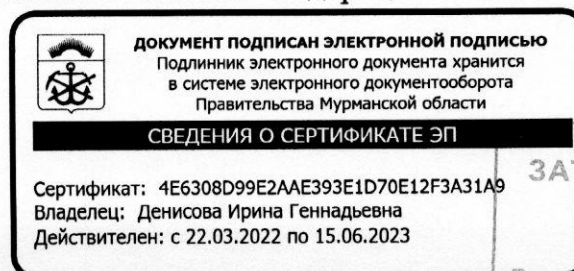 ДОКУМЕНТ ПОДПИСАН ЭЛЕКТРОННОЙ ПОДПИСЬЮ
Подлинник электронного документа хранится
в системе электронного документооборота
Правительства Мурманской области
СВЕДЕНИЯ О СЕРТИФИКАТЕ ЭП
ЗА
Сертификат: 4E6308D99E2AAE393E1D70E12F3A31A9
Владелец: Денисова Ирина Геннадьевна
Действителен: с 22.03.2022 по 15.06.2023